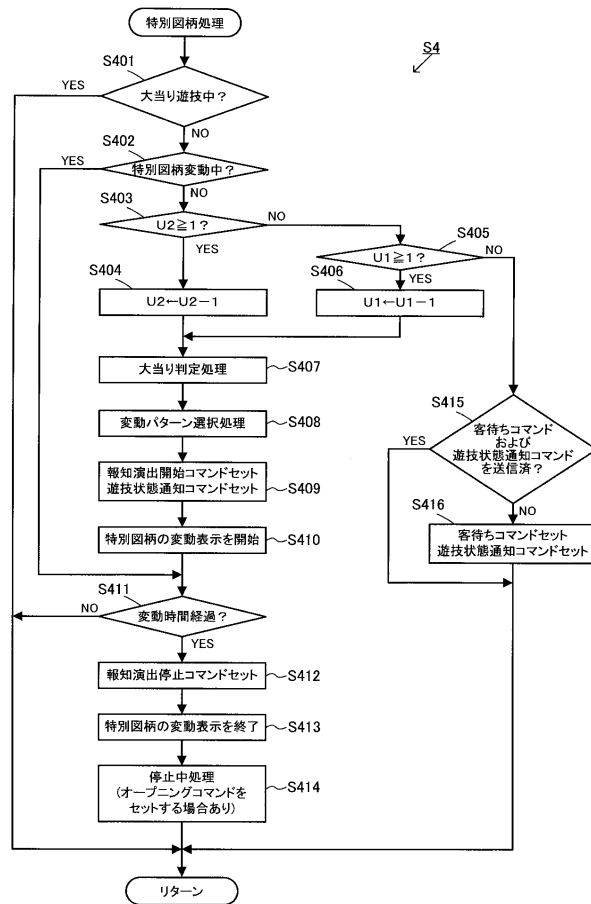 特別図柄処理
S4
S401
大当り遊技中？
YES
NO
S402
特別図柄変動中？
YES
NO
S403
U2≧1？
NO
YES
S405
U1≧1？
NO
YES
S404
U2←U2−1
S406
U1←U1−1
大当り判定処理
S407
変動パターン選択処理
S408
報知演出開始コマンドセット
遊技状態通知コマンドセット
S409
特別図柄の変動表示を開始
S410
S415
客待ちコマンド
および
遊技状態通知コマンド
を送信済？
YES
NO
S416
客待ちコマンドセット
遊技状態通知コマンドセット
S411
変動時間経過？
NO
YES
報知演出停止コマンドセット
S412
特別図柄の変動表示を終了
S413
停止中処理
(オープニングコマンドを
セットする場合あり)
S414
リターン